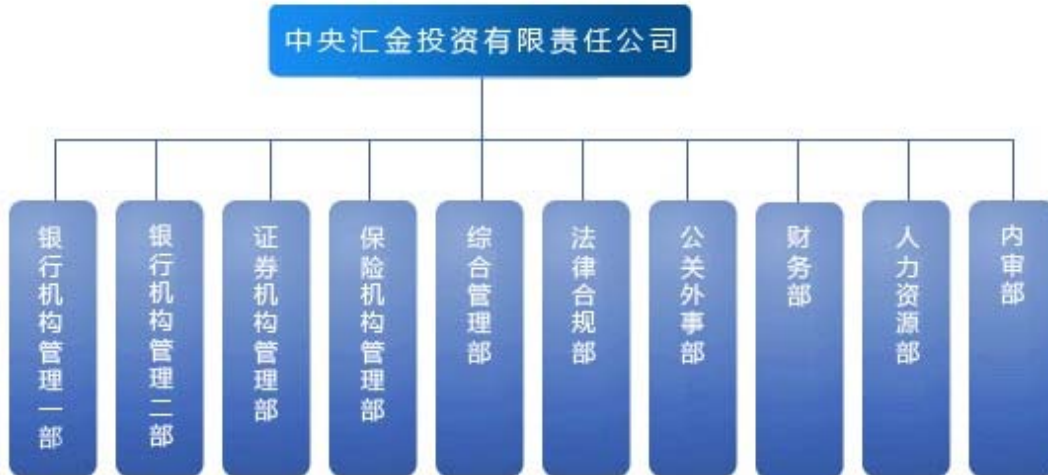 中央汇金投资有限责任公司
银行机构管理一部
银行机构管理二部
证券机构管理部
保险机构管理部
综合管理部
法律合规部
公关外事部
财务部
人力资源部
内审部